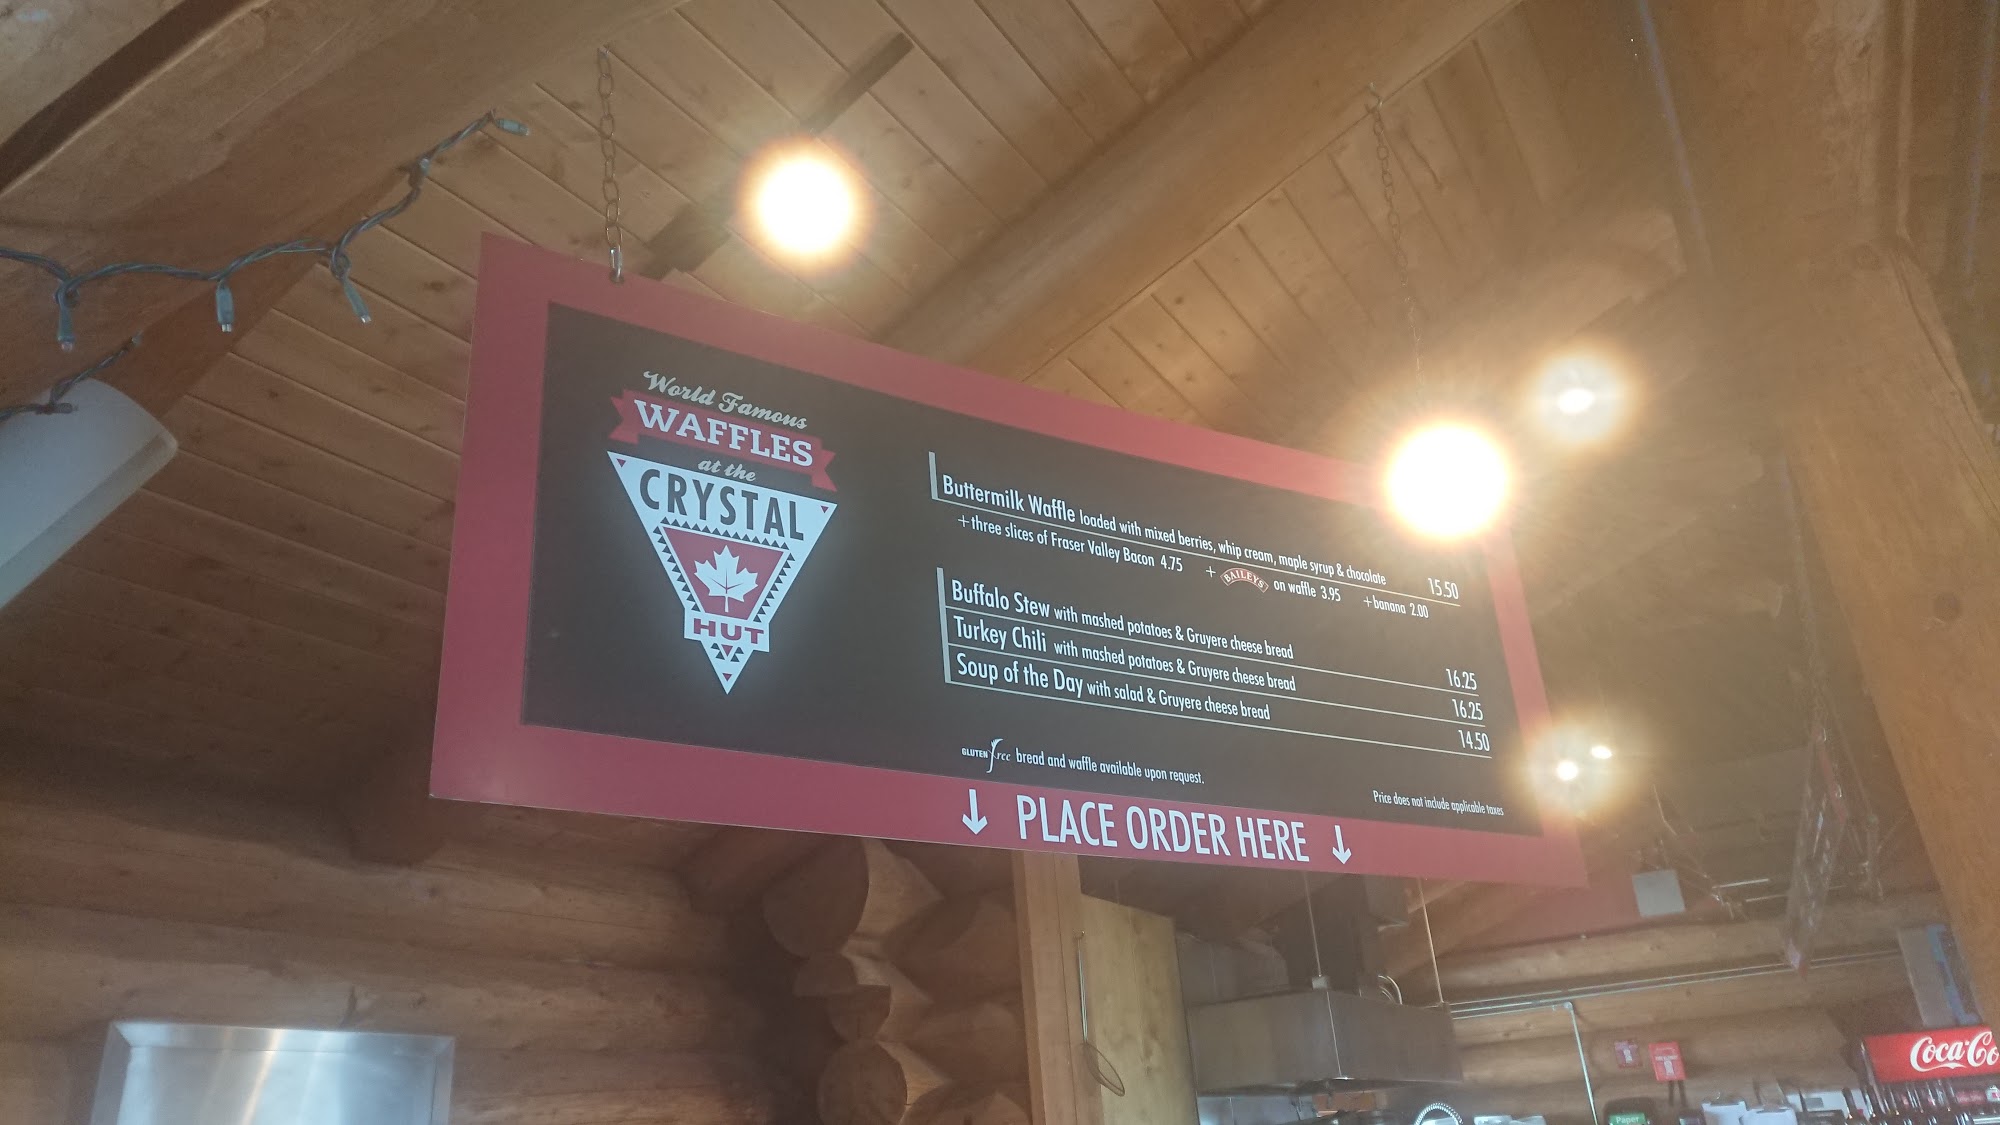 World Famous
WAFFLES
at the
CRYSTAL
HUT
Buttermilk Waffle loaded with mixed berries, whip cream, maple syrup & chocolate 15.50
+three slices of Fraser Valley Bacon 4.75 + BAILEYS on waffle 3.95 +banana 2.00
Buffalo Stew with mashed potatoes & Gruyere cheese bread 16.25
Turkey Chili with mashed potatoes & Gruyere cheese bread 16.25
Soup of the Day with salad & Gruyere cheese bread 14.50
GLUTEN free bread and waffle available upon request.
Price does not include applicable taxes
↓ PLACE ORDER HERE ↓
Coca-Co
Paper